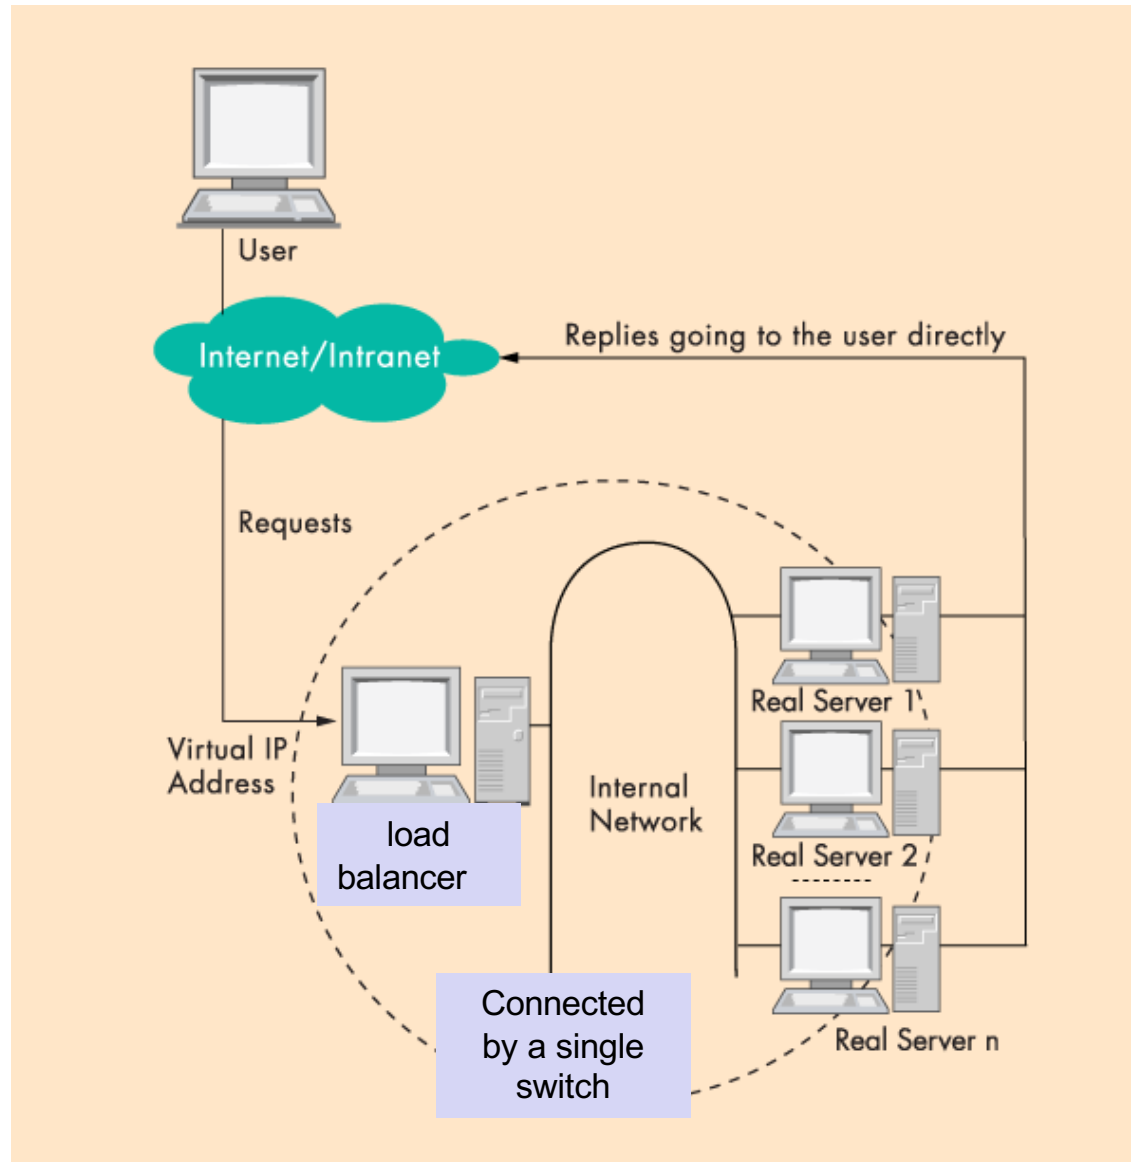 User
Internet/Intranet
Replies going to the user directly
Requests
Virtual IP
Address
load
balancer
Internal
Network
Real Server 1
Real Server 2
Real Server n
Connected
by a single
switch